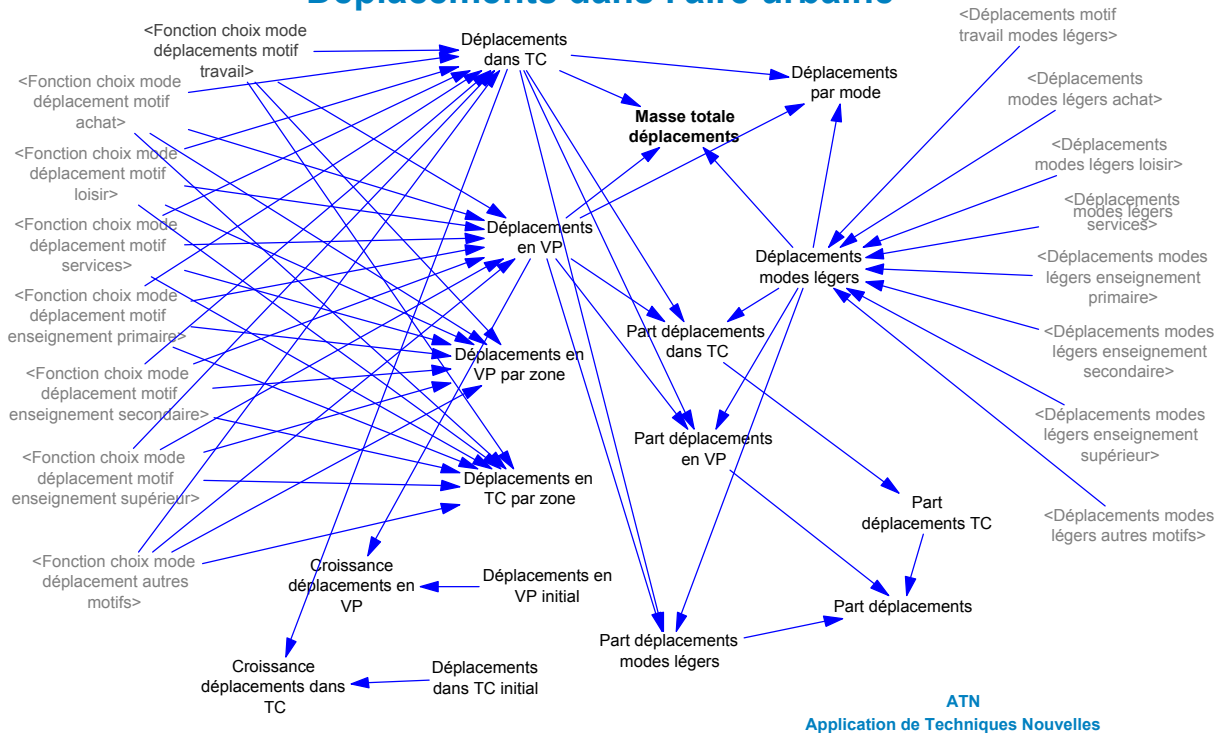 Déplacements dans l'aire urbaine
<Fonction choix mode
déplacements motif
travail>
<Fonction choix mode
déplacement motif
achat>
<Fonction choix mode
déplacement motif
loisir>
<Fonction choix mode
déplacement motif
services>
<Fonction choix mode
déplacement motif
enseignement primaire>
<Fonction choix mode
déplacement motif
enseignement secondaire>
<Fonction choix mode
déplacement motif
enseignement supérieur>
<Fonction choix mode
déplacement autres
motifs>
Déplacements
dans TC
Déplacements
par mode
Masse totale
déplacements
Déplacements
en VP
Déplacements
modes légers
Part déplacements
dans TC
Déplacements en
VP par zone
Part déplacements
en VP
Déplacements en
TC par zone
Part
déplacements TC
Croissance
déplacements en
VP
Déplacements en
VP initial
Part déplacements
Part déplacements
modes légers
Croissance
déplacements dans
TC
Déplacements
dans TC initial
<Déplacements motif
travail modes légers>
<Déplacements
modes légers achat>
<Déplacements
modes légers loisir>
<Déplacements
modes légers
services>
<Déplacements modes
légers enseignement
primaire>
<Déplacements modes
légers enseignement
secondaire>
<Déplacements modes
légers enseignement
supérieur>
<Déplacements modes
légers autres motifs>
ATN
Application de Techniques Nouvelles